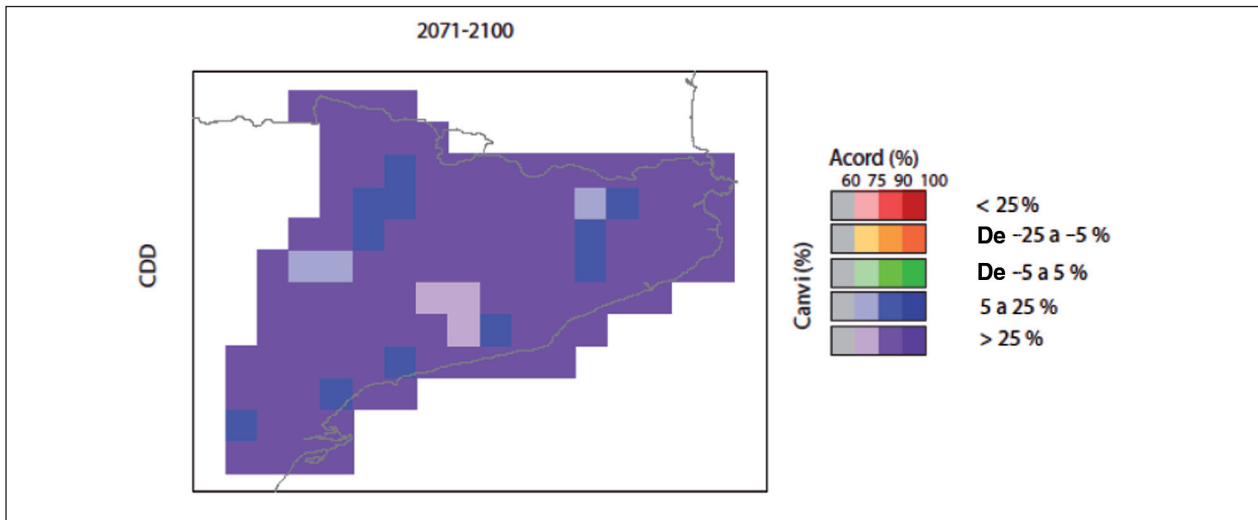 2071-2100
CDD
Acord (%)
60 75 90 100
Canvi (%)
< 25 %
De –25 a –5 %
De –5 a 5 %
5 a 25 %
> 25 %